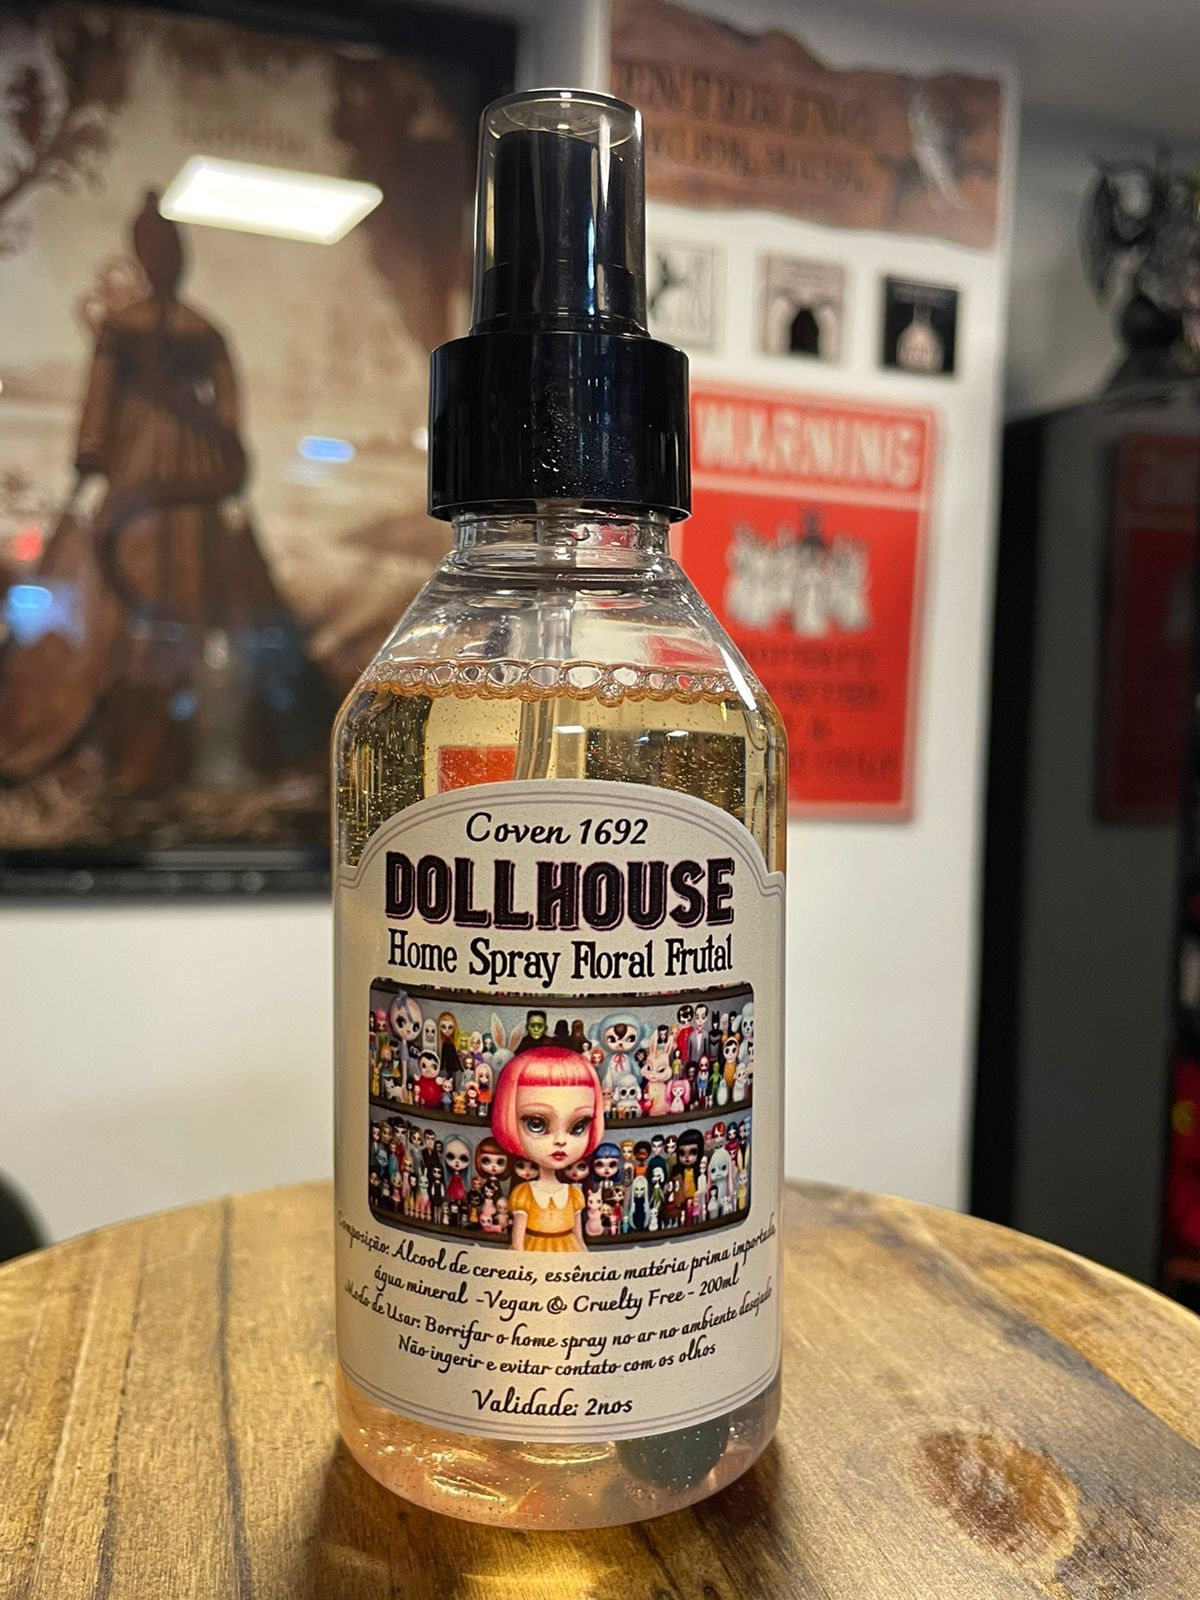 Coven 1692
DOLLHOUSE
Home Spray Floral Frutal
Composição: Álcool de cereais, essência matéria prima importada,
água mineral -Vegan & Cruelty Free - 200ml
Modo de Usar: Borrifar o home spray no ar no ambiente desejado
Não ingerir e evitar contato com os olhos
Validade: 2nos
ENTERING
WARNING